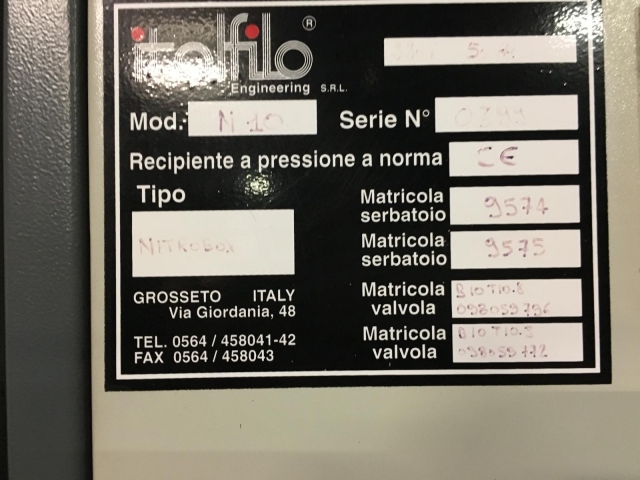 italfilo ®
Engineering S.R.L.
Mod. N 10 Serie N°
Recipiente a pressione a norma CE
Tipo
NITROBOX
Matricola serbatoio 9574
Matricola serbatoio 9575
Matricola valvola
Matricola valvola
GROSSETO ITALY
Via Giordania, 48
TEL. 0564 / 458041-42
FAX 0564 / 458043